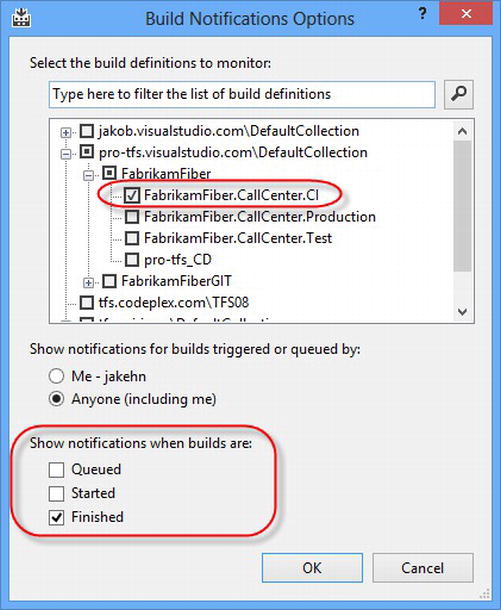 Build Notifications Options
Select the build definitions to monitor:
Type here to filter the list of build definitions
jakob.visualstudio.com\DefaultCollection
pro-tfs.visualstudio.com\DefaultCollection
FabrikamFiber
FabrikamFiber.CallCenter.CI
FabrikamFiber.CallCenter.Production
FabrikamFiber.CallCenter.Test
pro-tfs_CD
FabrikamFiberGIT
tfs.codeplex.com\TFS08
Show notifications for builds triggered or queued by:
Me - jakehn
Anyone (including me)
Show notifications when builds are:
Queued
Started
Finished
OK Cancel